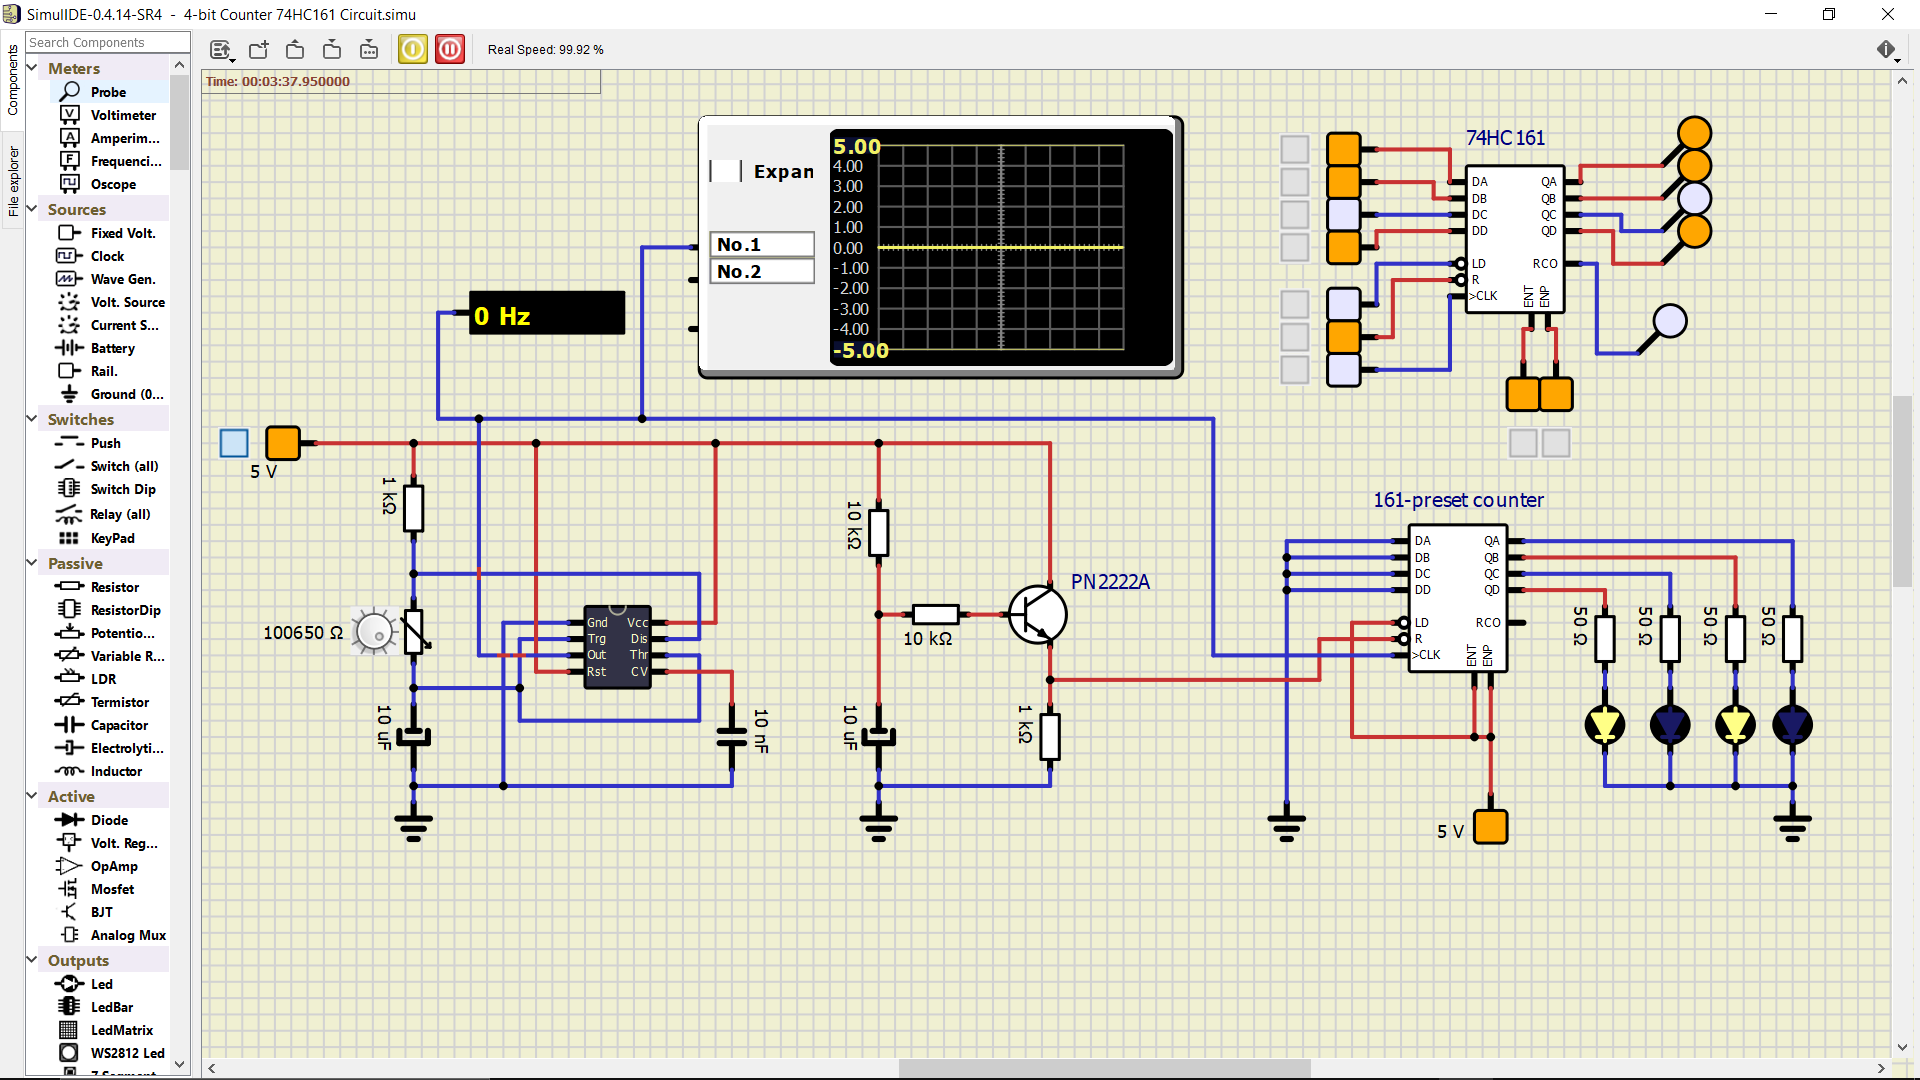 SimulIDE-0.4.14-SR4 - 4-bit Counter 74HC161 Circuit.simu
Components
File explorer
Search Components
Real Speed: 99.92 %
Time: 00:03:37.950000
Meters
Probe
Voltimeter
Amperim...
Frequenci...
Oscope
Sources
Fixed Volt.
Clock
Wave Gen.
Volt. Source
Current S...
Battery
Rail.
Ground (0...
Switches
Push
Switch (all)
Switch Dip
Relay (all)
KeyPad
Passive
Resistor
ResistorDip
Potentio...
Variable R...
LDR
Termistor
Capacitor
Electrolyti...
Inductor
Active
Diode
Volt. Reg...
OpAmp
Mosfet
BJT
Analog Mux
Outputs
Led
LedBar
LedMatrix
WS2812 Led
Expan
No.1
No.2
5.00
4.00
3.00
2.00
1.00
0.00
-1.00
-2.00
-3.00
-4.00
-5.00
0 Hz
5 V
1 kΩ
100650 Ω
10 uF
Gnd Vcc
Trg Dis
Out Thr
Rst CV
10 nF
10 kΩ
10 kΩ
10 uF
PN2222A
1 kΩ
74HC161
DA QA
DB QB
DC QC
DD QD
LD RCO
R
>CLK
ENT ENP
161-preset counter
DA QA
DB QB
DC QC
DD QD
LD RCO
R
>CLK
ENT ENP
5 V
50 Ω
50 Ω
50 Ω
50 Ω